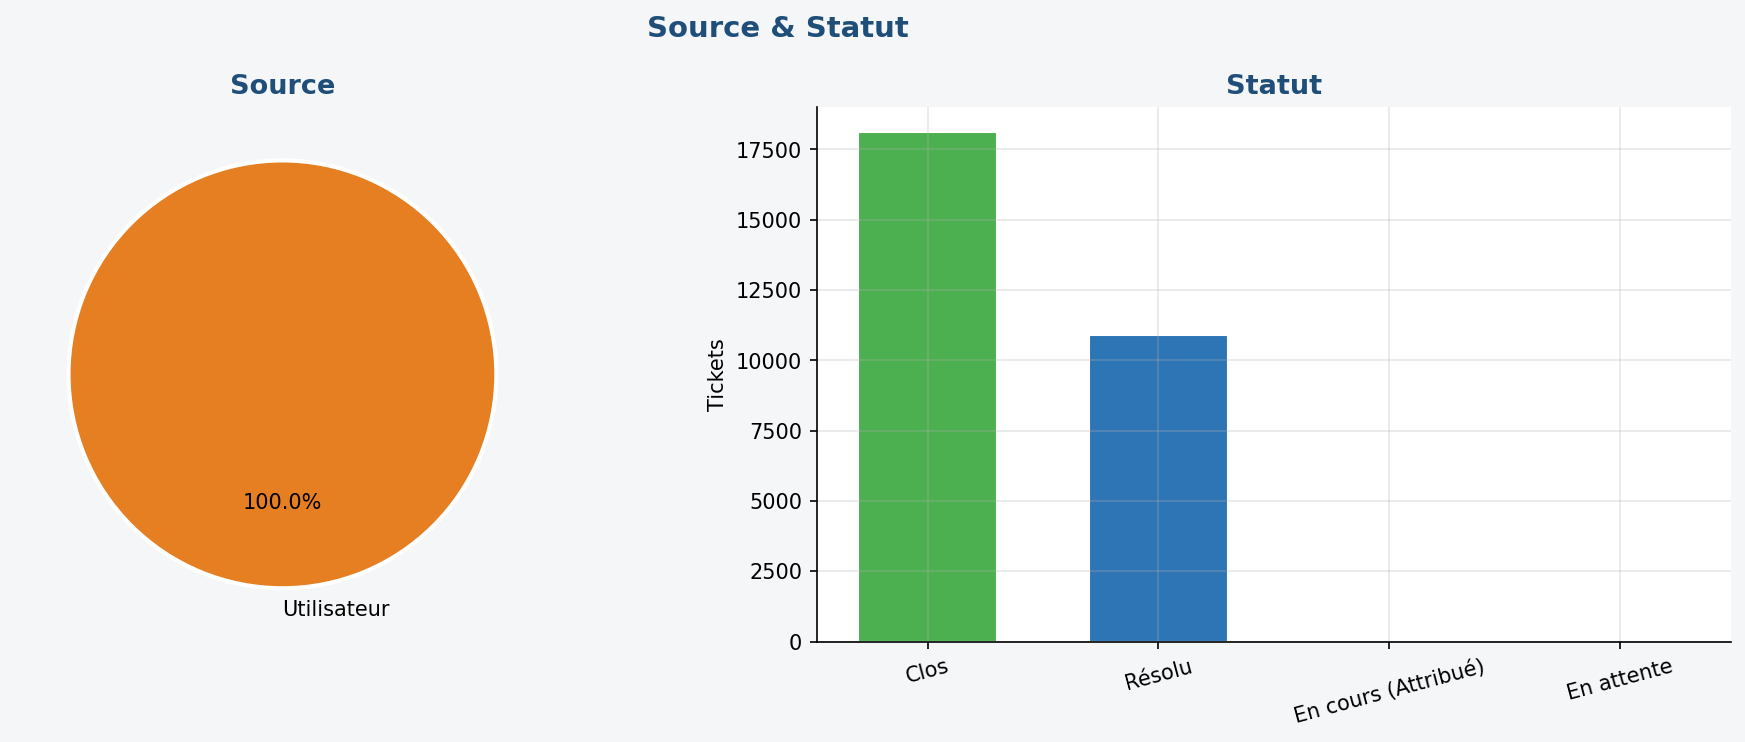 Source & Statut
Source
100.0%
Utilisateur
Statut
Tickets
17500
15000
12500
10000
7500
5000
2500
0
Clos
Résolu
En cours (Attribué)
En attente